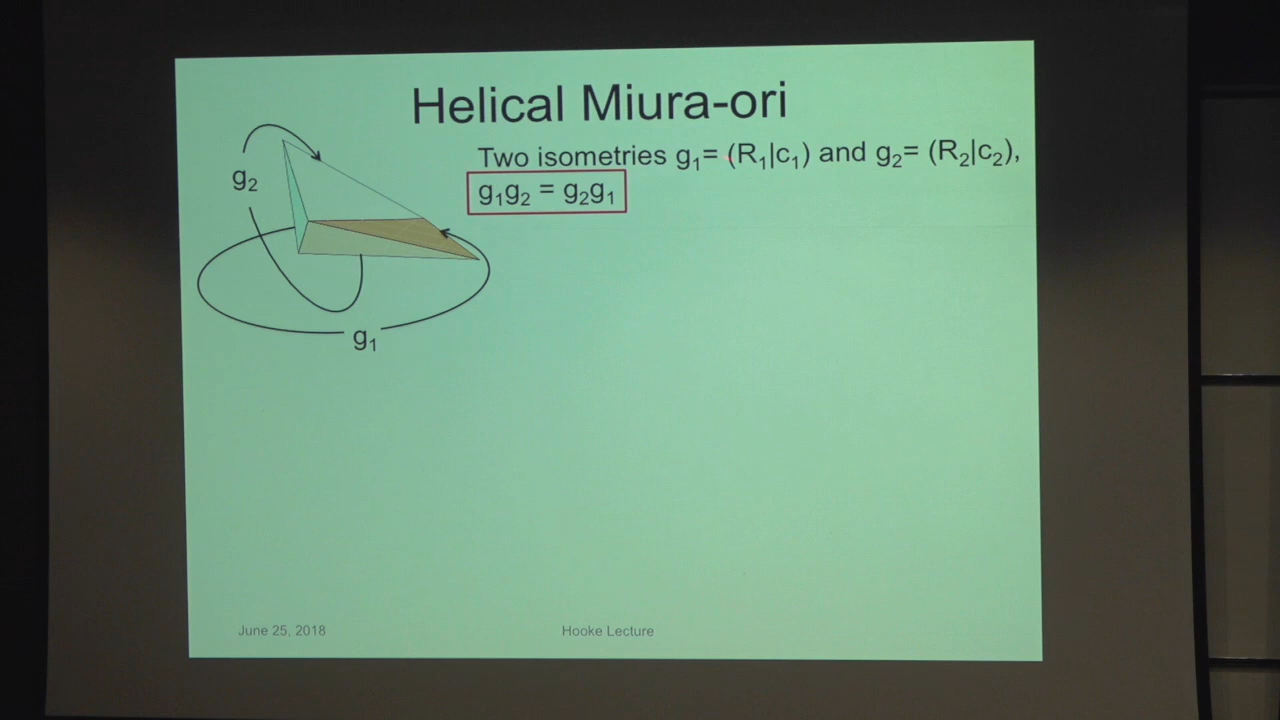 Helical Miura-ori
Two isometries g₁= (R₁|c₁) and g₂= (R₂|c₂),
g₁g₂ = g₂g₁
g₂
g₁
June 25, 2018
Hooke Lecture